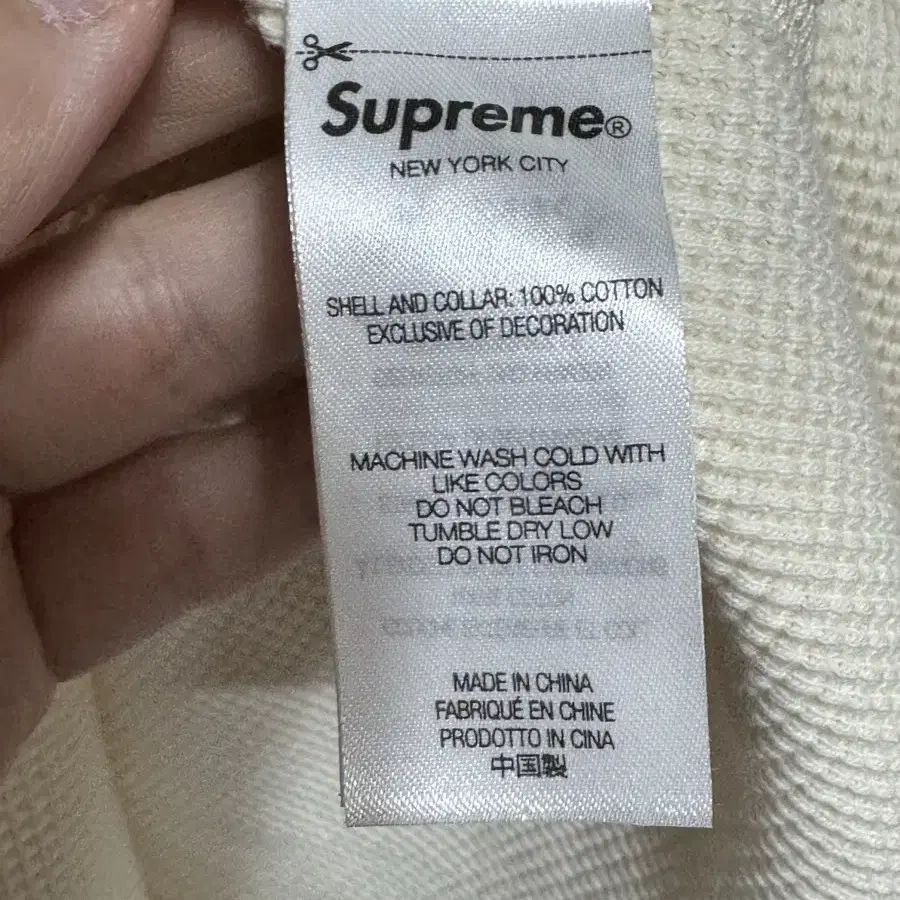 Supreme®
NEW YORK CITY
SHELL AND COLLAR: 100% COTTON
EXCLUSIVE OF DECORATION
MACHINE WASH COLD WITH
LIKE COLORS
DO NOT BLEACH
TUMBLE DRY LOW
DO NOT IRON
MADE IN CHINA
FABRIQUÉ EN CHINE
PRODOTTO IN CINA
中国製